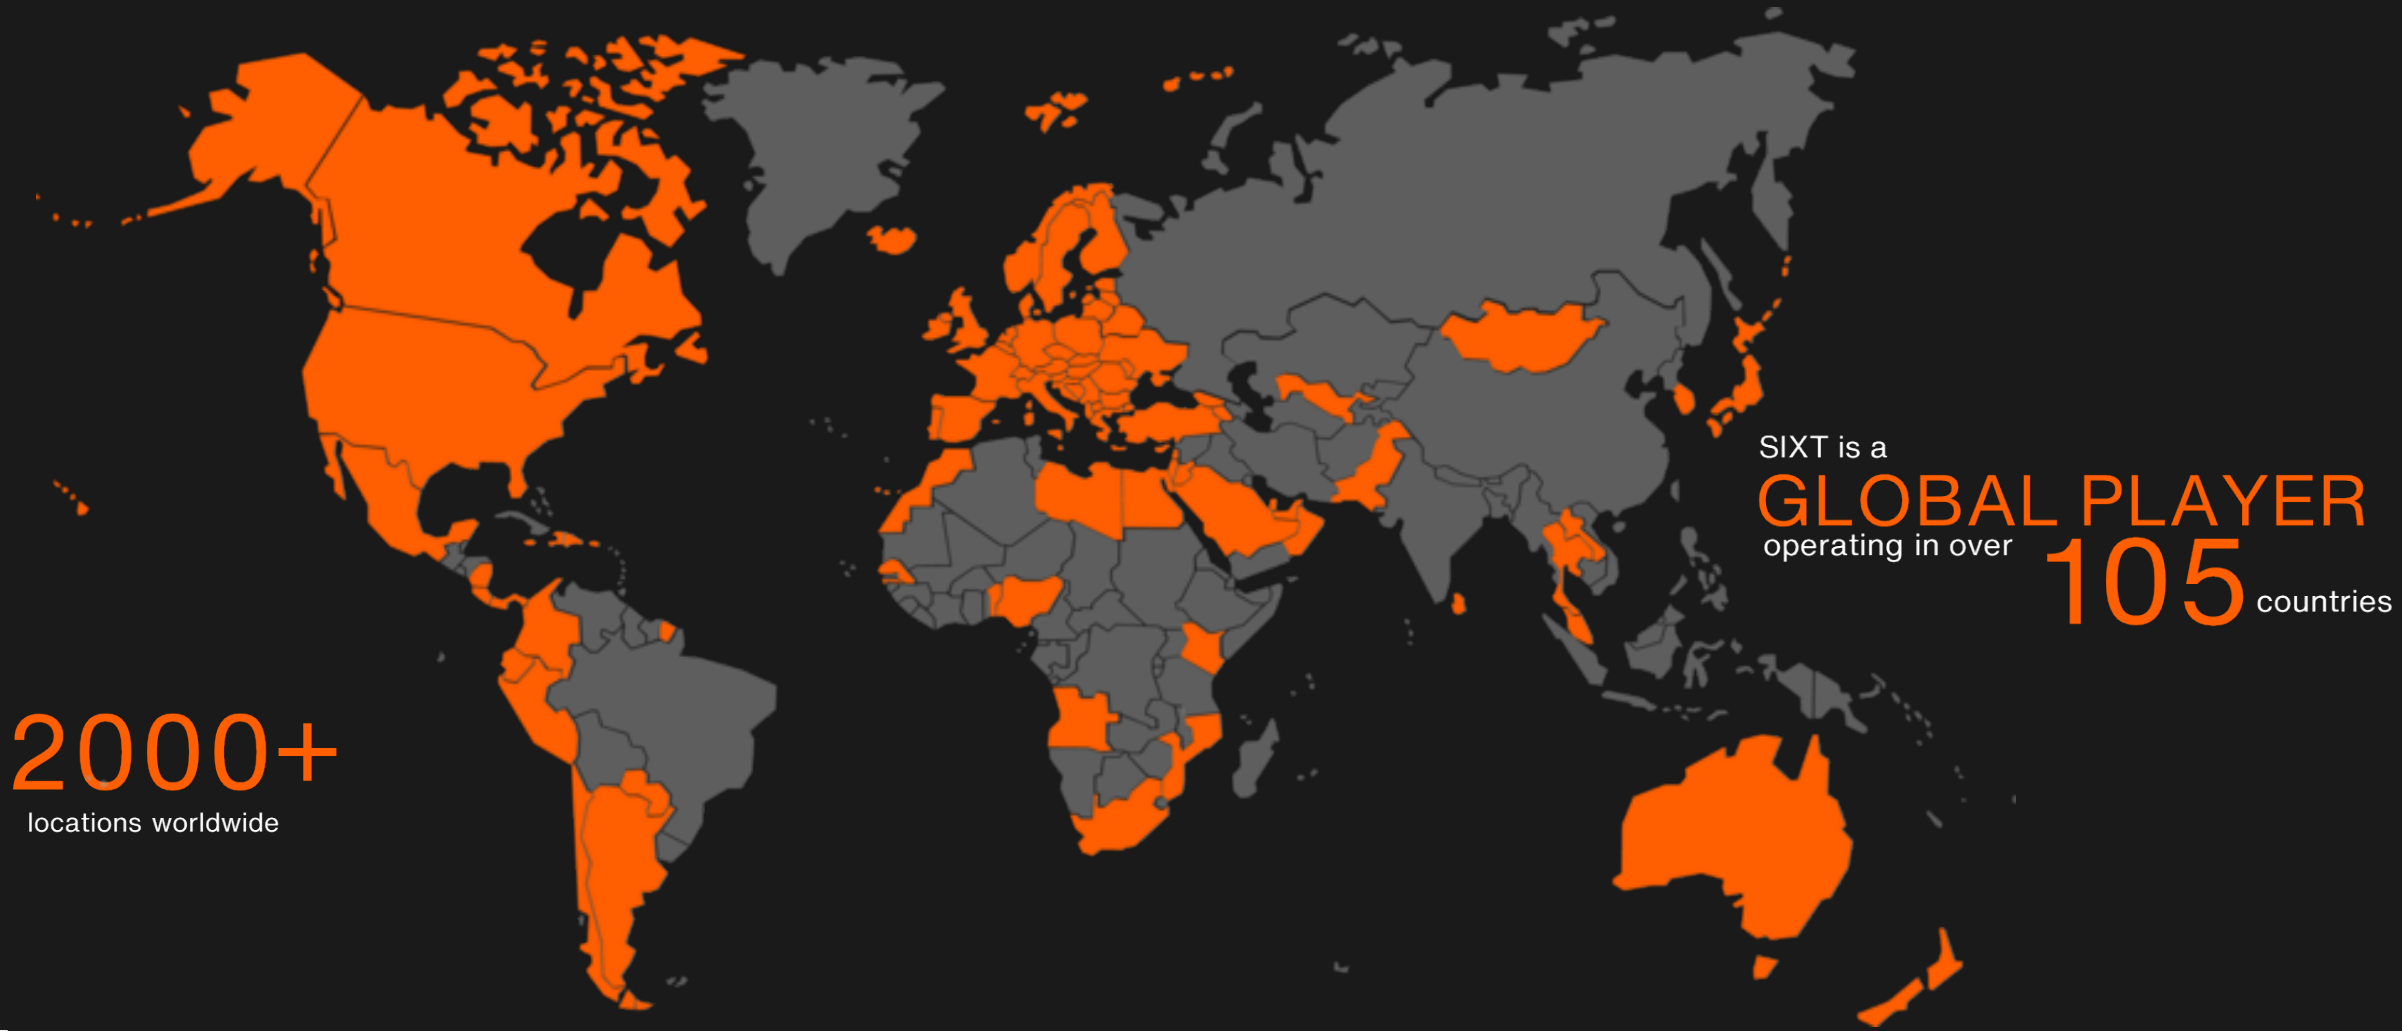 SIXT is a
GLOBAL PLAYER
operating in over
105 countries
2000+
locations worldwide